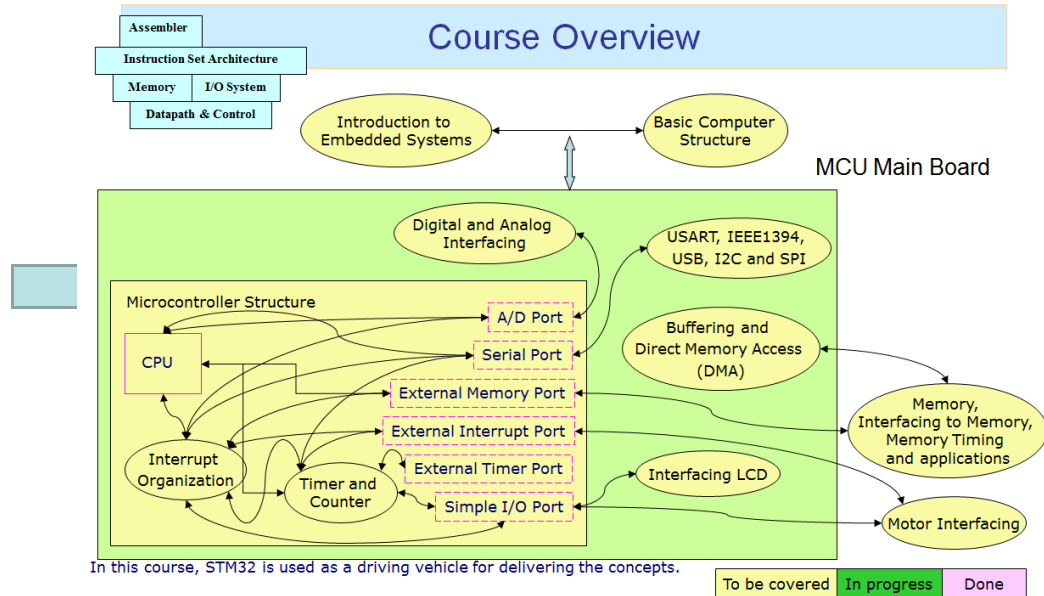 Assembler
Instruction Set Architecture
Memory
I/O System
Datapath & Control
Course Overview
Introduction to
Embedded Systems
Basic Computer
Structure
MCU Main Board
Digital and Analog
Interfacing
USART, IEEE1394,
USB, I2C and SPI
Microcontroller Structure
A/D Port
CPU
Serial Port
Buffering and
Direct Memory Access
(DMA)
External Memory Port
Memory,
Interfacing to Memory,
Memory Timing
and applications
External Interrupt Port
Interrupt
Organization
External Timer Port
Timer and
Counter
Interfacing LCD
Simple I/O Port
Motor Interfacing
In this course, STM32 is used as a driving vehicle for delivering the concepts.
To be covered
In progress
Done